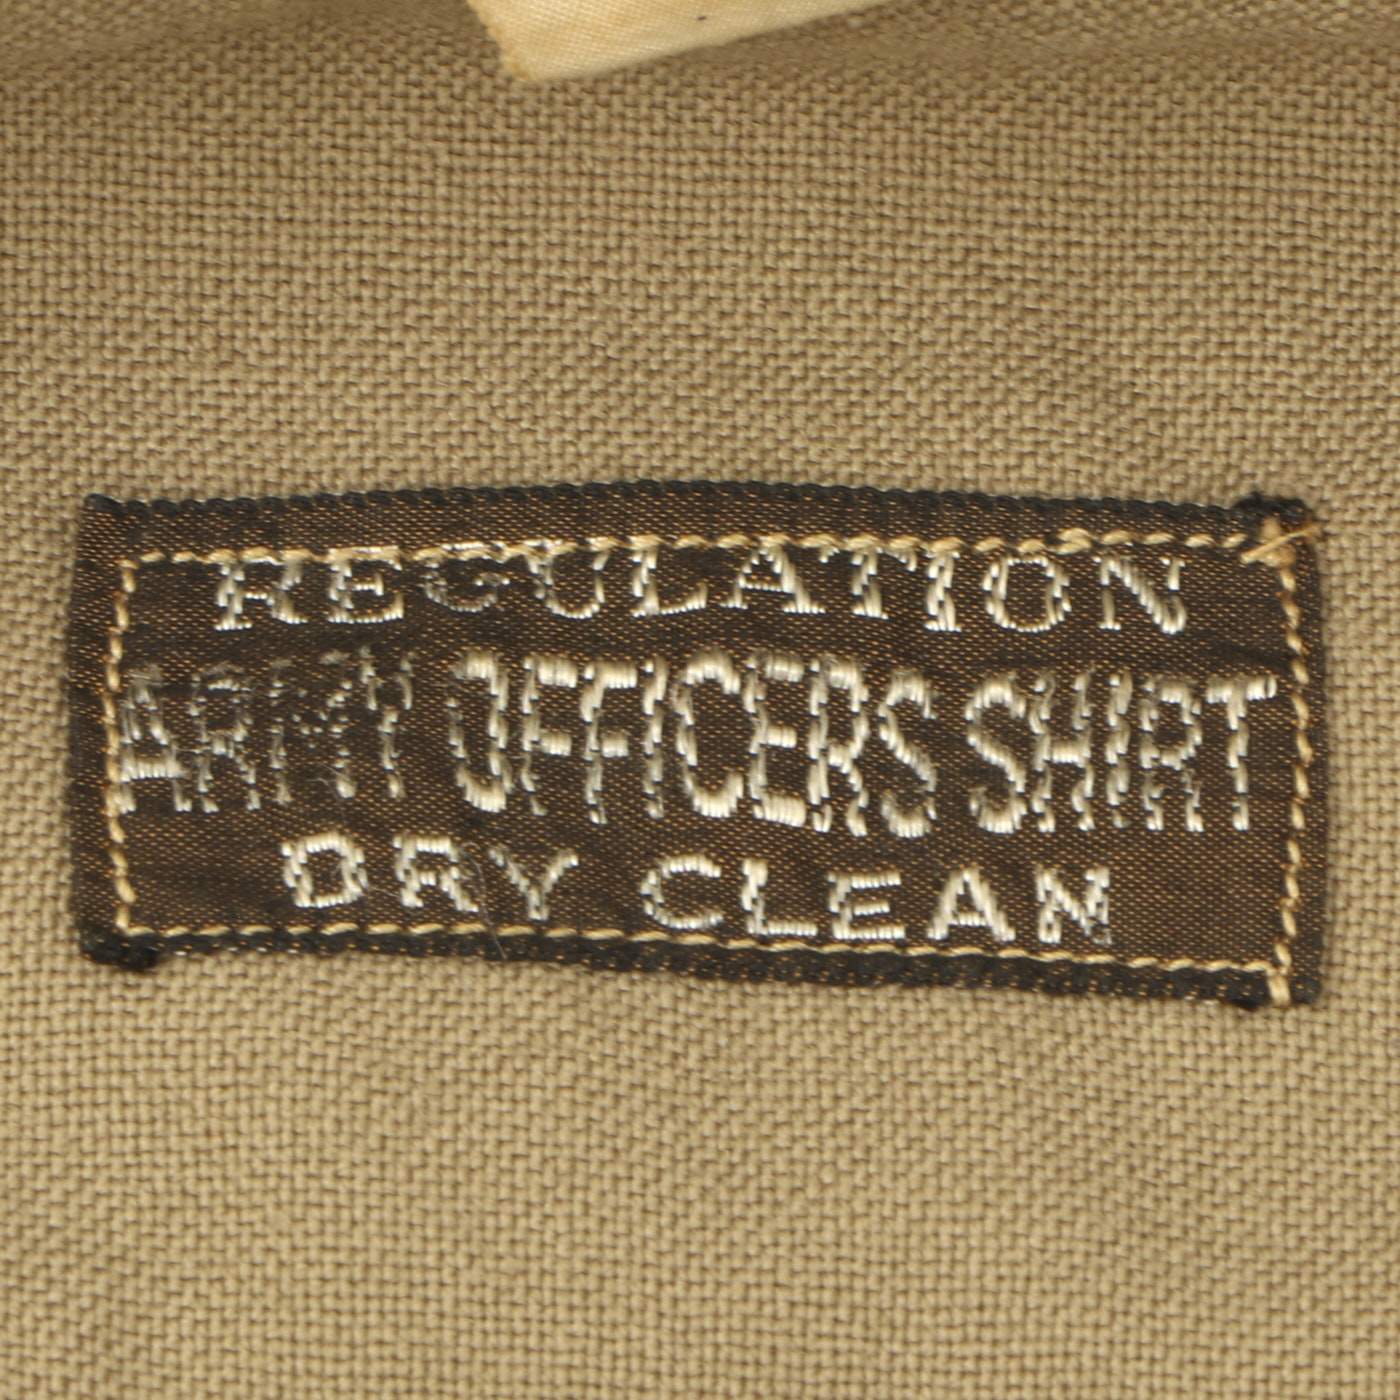 REGULATION
ARMY OFFICERS SHIRT
DRY CLEAN